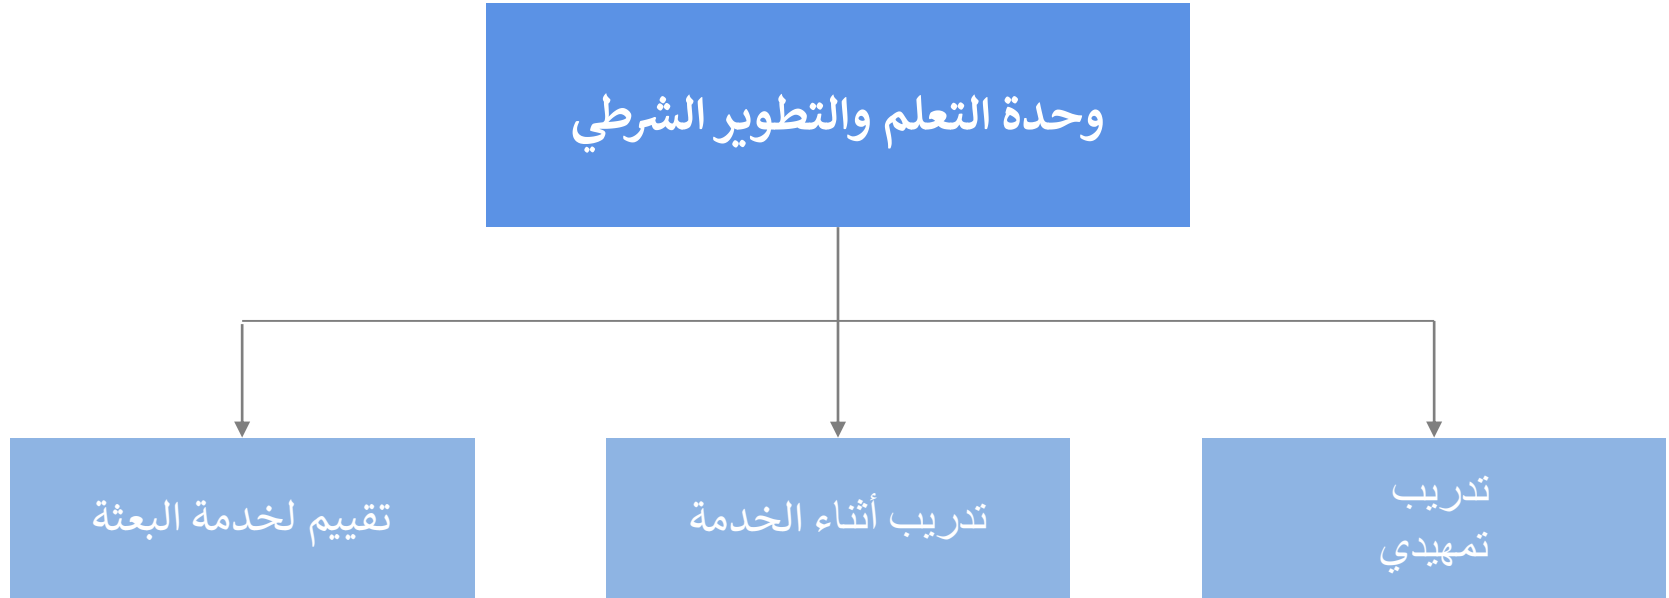 وحدة التعلم والتطوير الشرطي
تدريب
تمهيدي
تدريب أثناء الخدمة
تقييم لخدمة البعثة